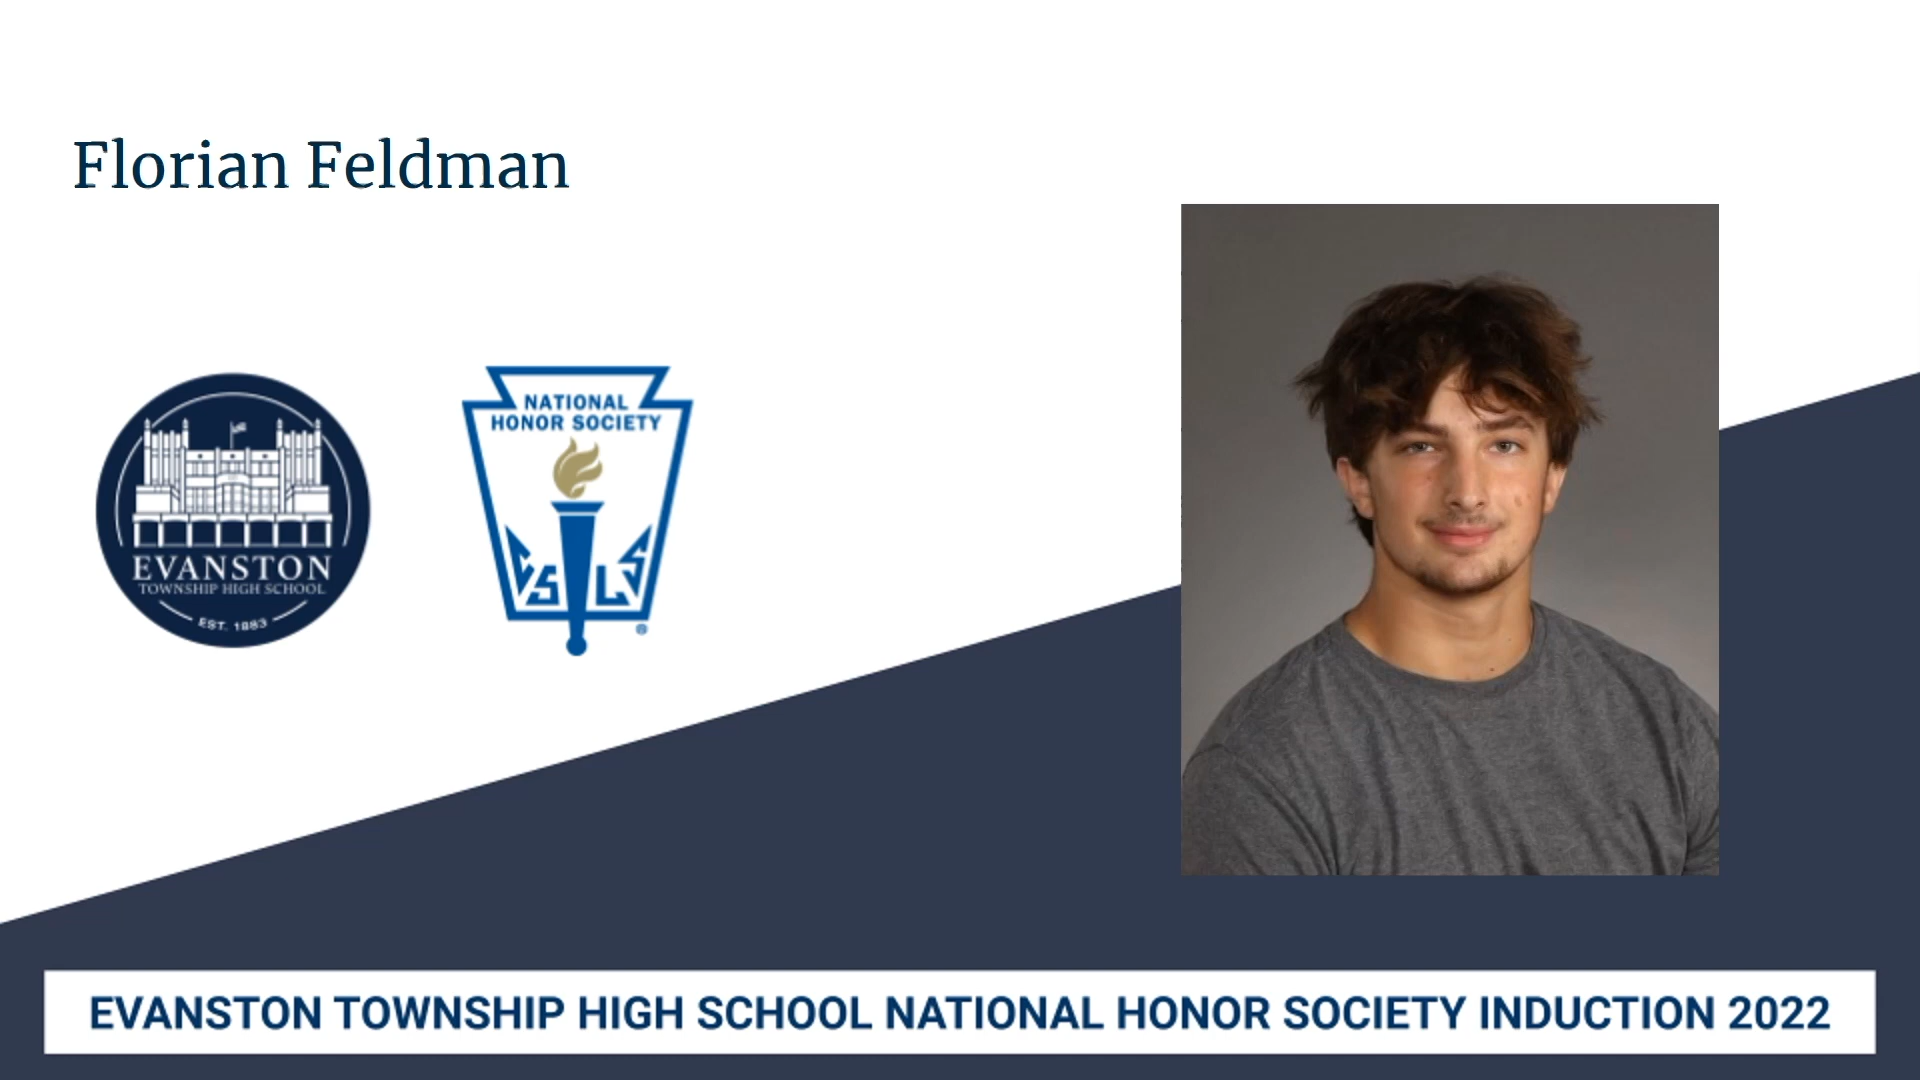 Florian Feldman
EVANSTON
TOWNSHIP HIGH SCHOOL
EST. 1883
NATIONAL
HONOR SOCIETY
C S L S
®
EVANSTON TOWNSHIP HIGH SCHOOL NATIONAL HONOR SOCIETY INDUCTION 2022